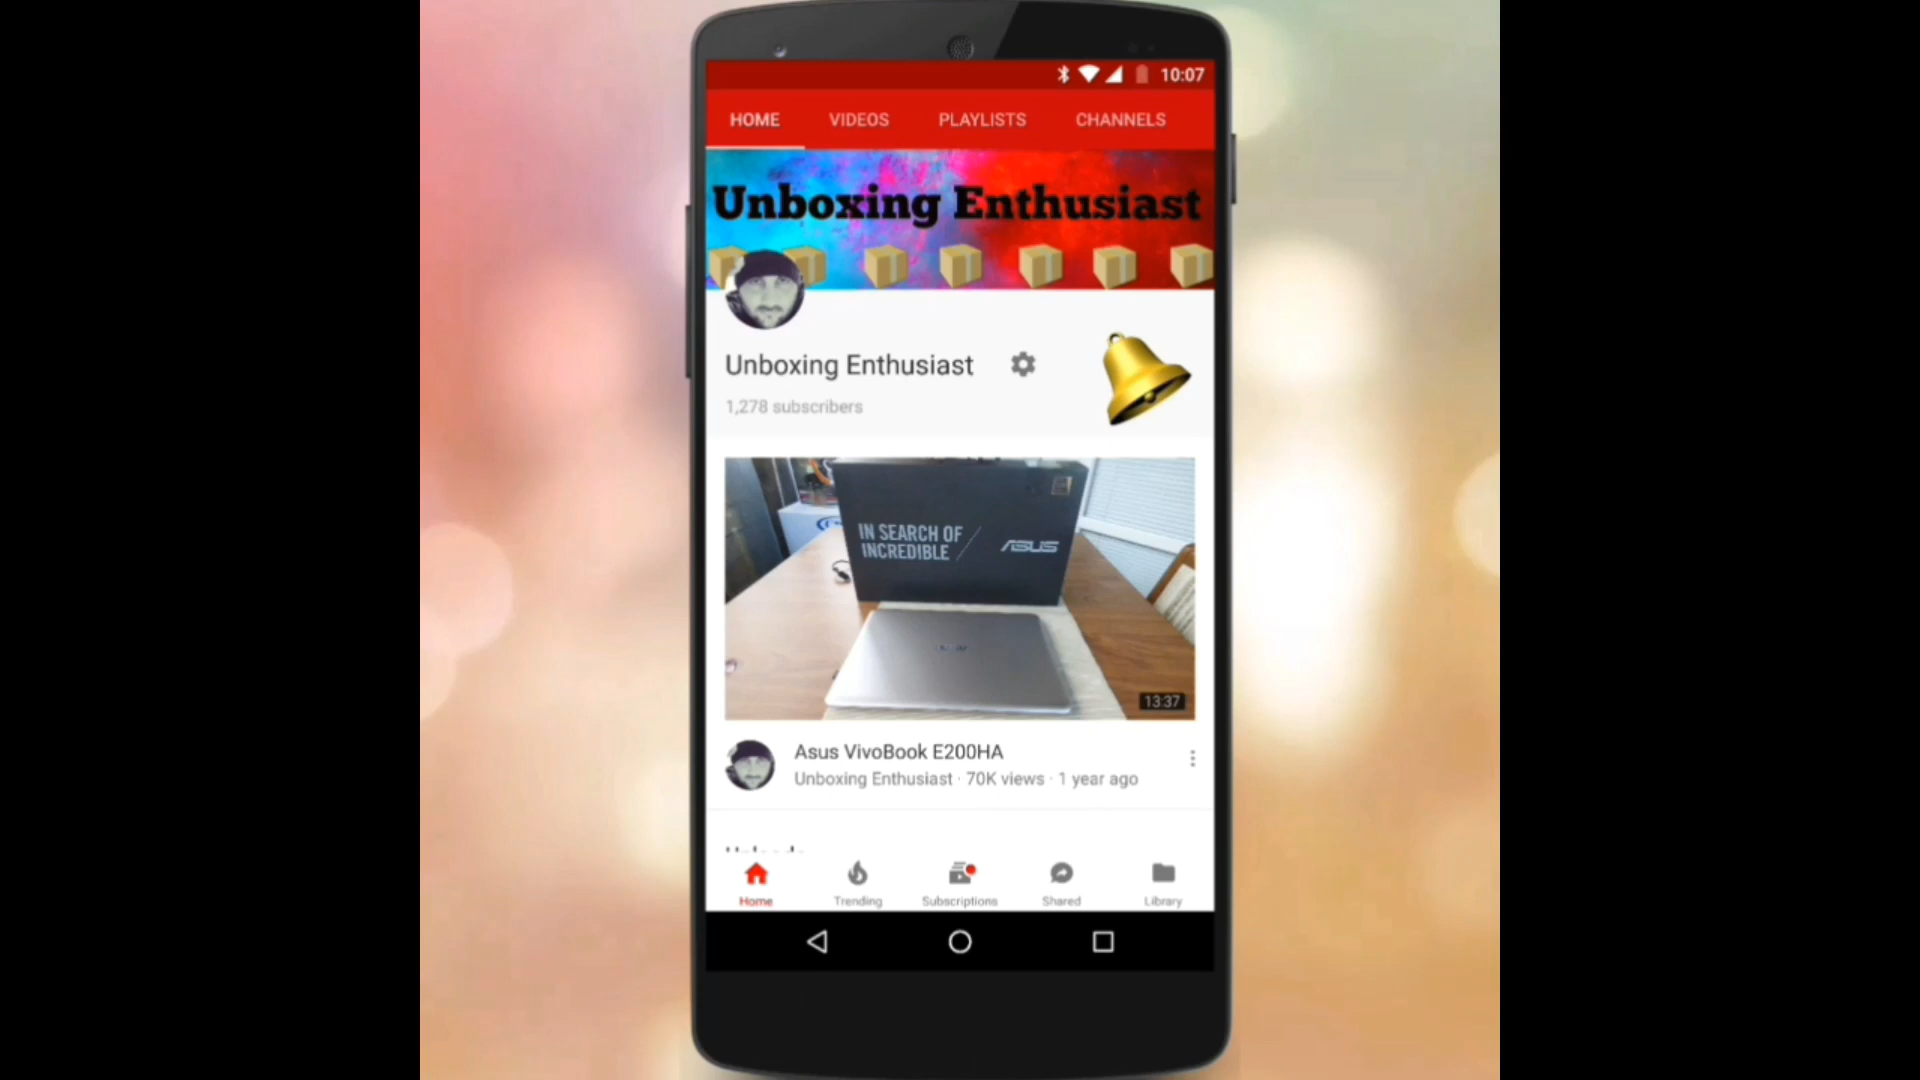 10:07
HOME VIDEOS PLAYLISTS CHANNELS
Unboxing Enthusiast
Unboxing Enthusiast
1,278 subscribers
IN SEARCH OF
INCREDIBLE
ASUS
13:37
Asus VivoBook E200HA
Unboxing Enthusiast · 70K views · 1 year ago
Home Trending Subscriptions Shared Library